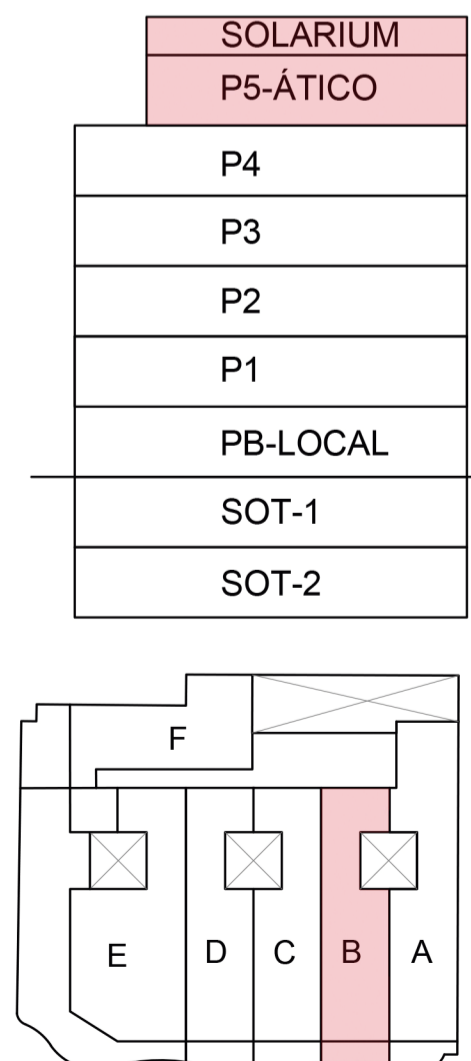 SOLARIUM
P5-ÁTICO
P4
P3
P2
P1
PB-LOCAL
SOT-1
SOT-2
F
E D C B A